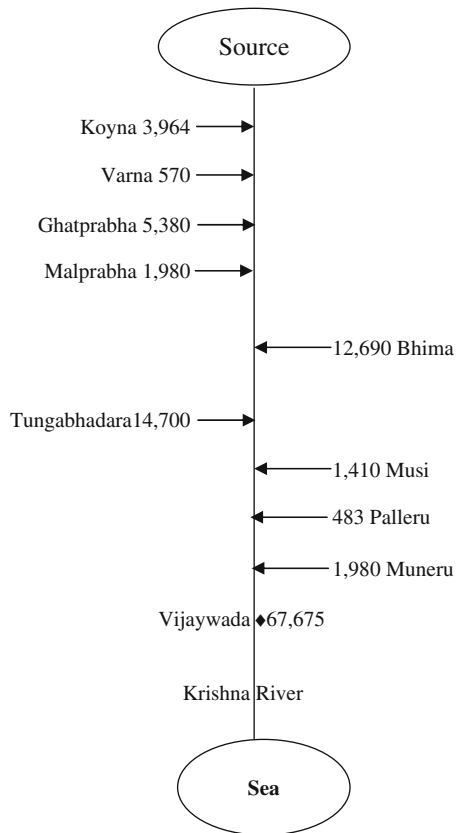 Source
Koyna 3,964
Varna 570
Ghatprabha 5,380
Malprabha 1,980
12,690 Bhima
Tungabhadara14,700
1,410 Musi
483 Palleru
1,980 Muneru
Vijaywada ♦67,675
Krishna River
Sea